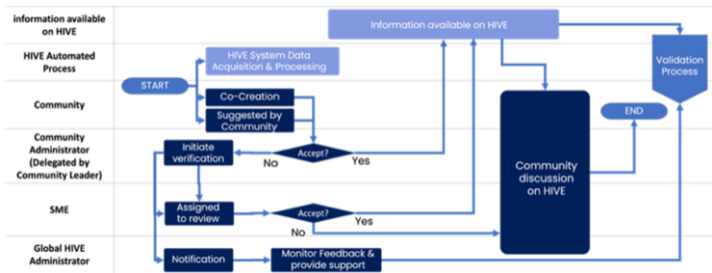 information available
on HIVE
Information available on HIVE
HIVE Automated
Process
HIVE System Data
Acquisition & Processing
Validation
Process
START
Community
Co-Creation
Suggested by
Community
END
Community
Administrator
(Delegated by
Community Leader)
Initiate
verification
No
Accept?
Yes
Community
discussion
on HIVE
SME
Assigned
to review
Accept?
Yes
No
Global HIVE
Administrator
Notification
Monitor Feedback &
provide support